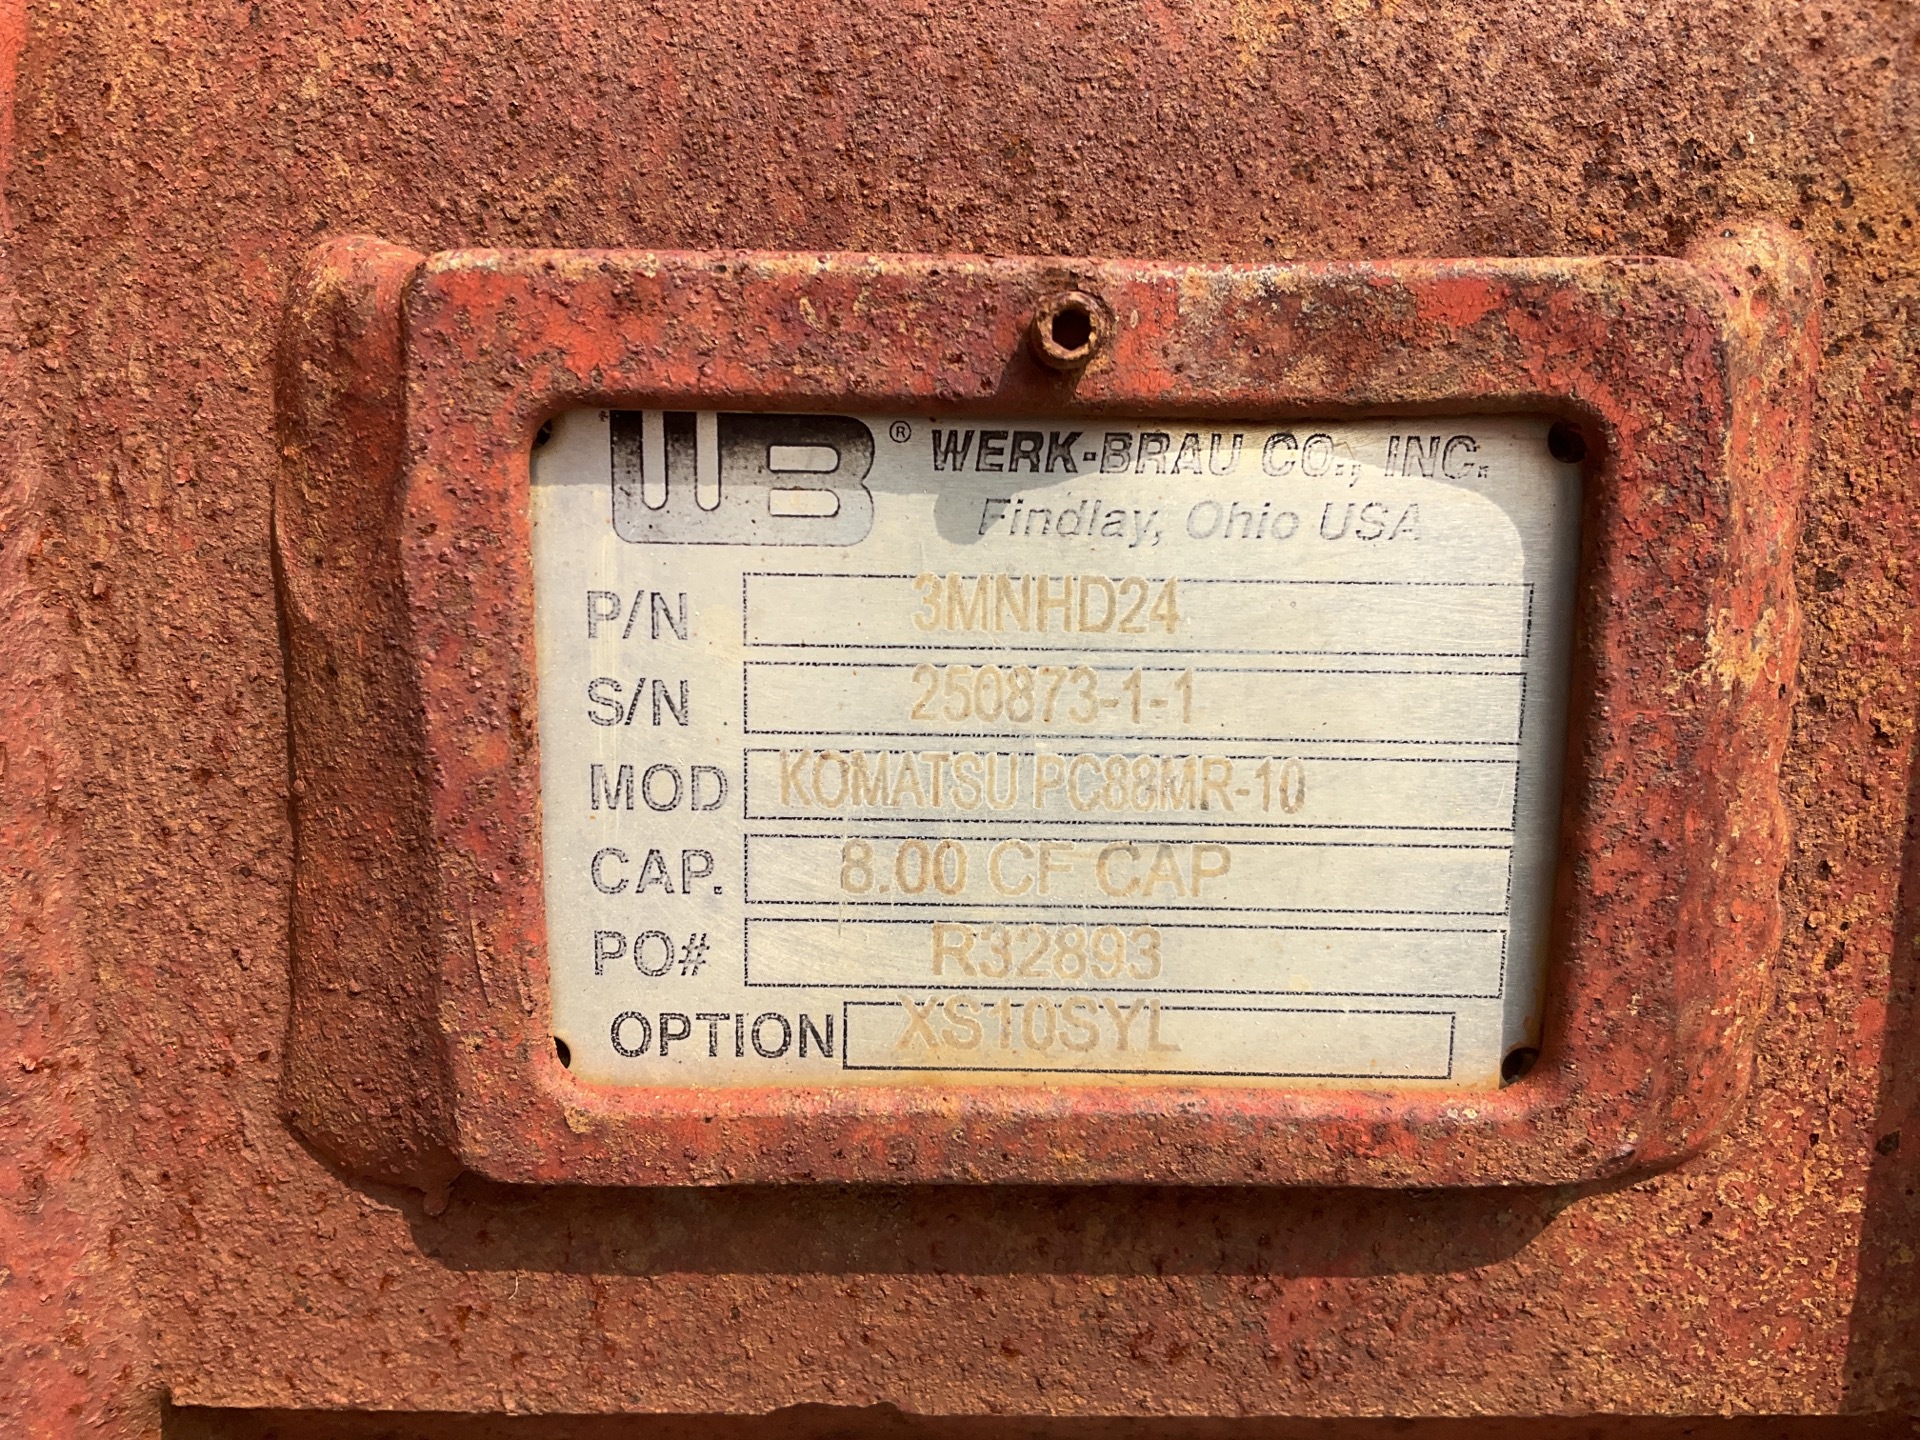 WB® WERK-BRAU CO., INC.
Findlay, Ohio USA
P/N 3MNHD24
S/N 250873-1-1
MOD KOMATSU PC88MR-10
CAP. 8.00 CF CAP
PO# R32893
OPTION XS10SYL